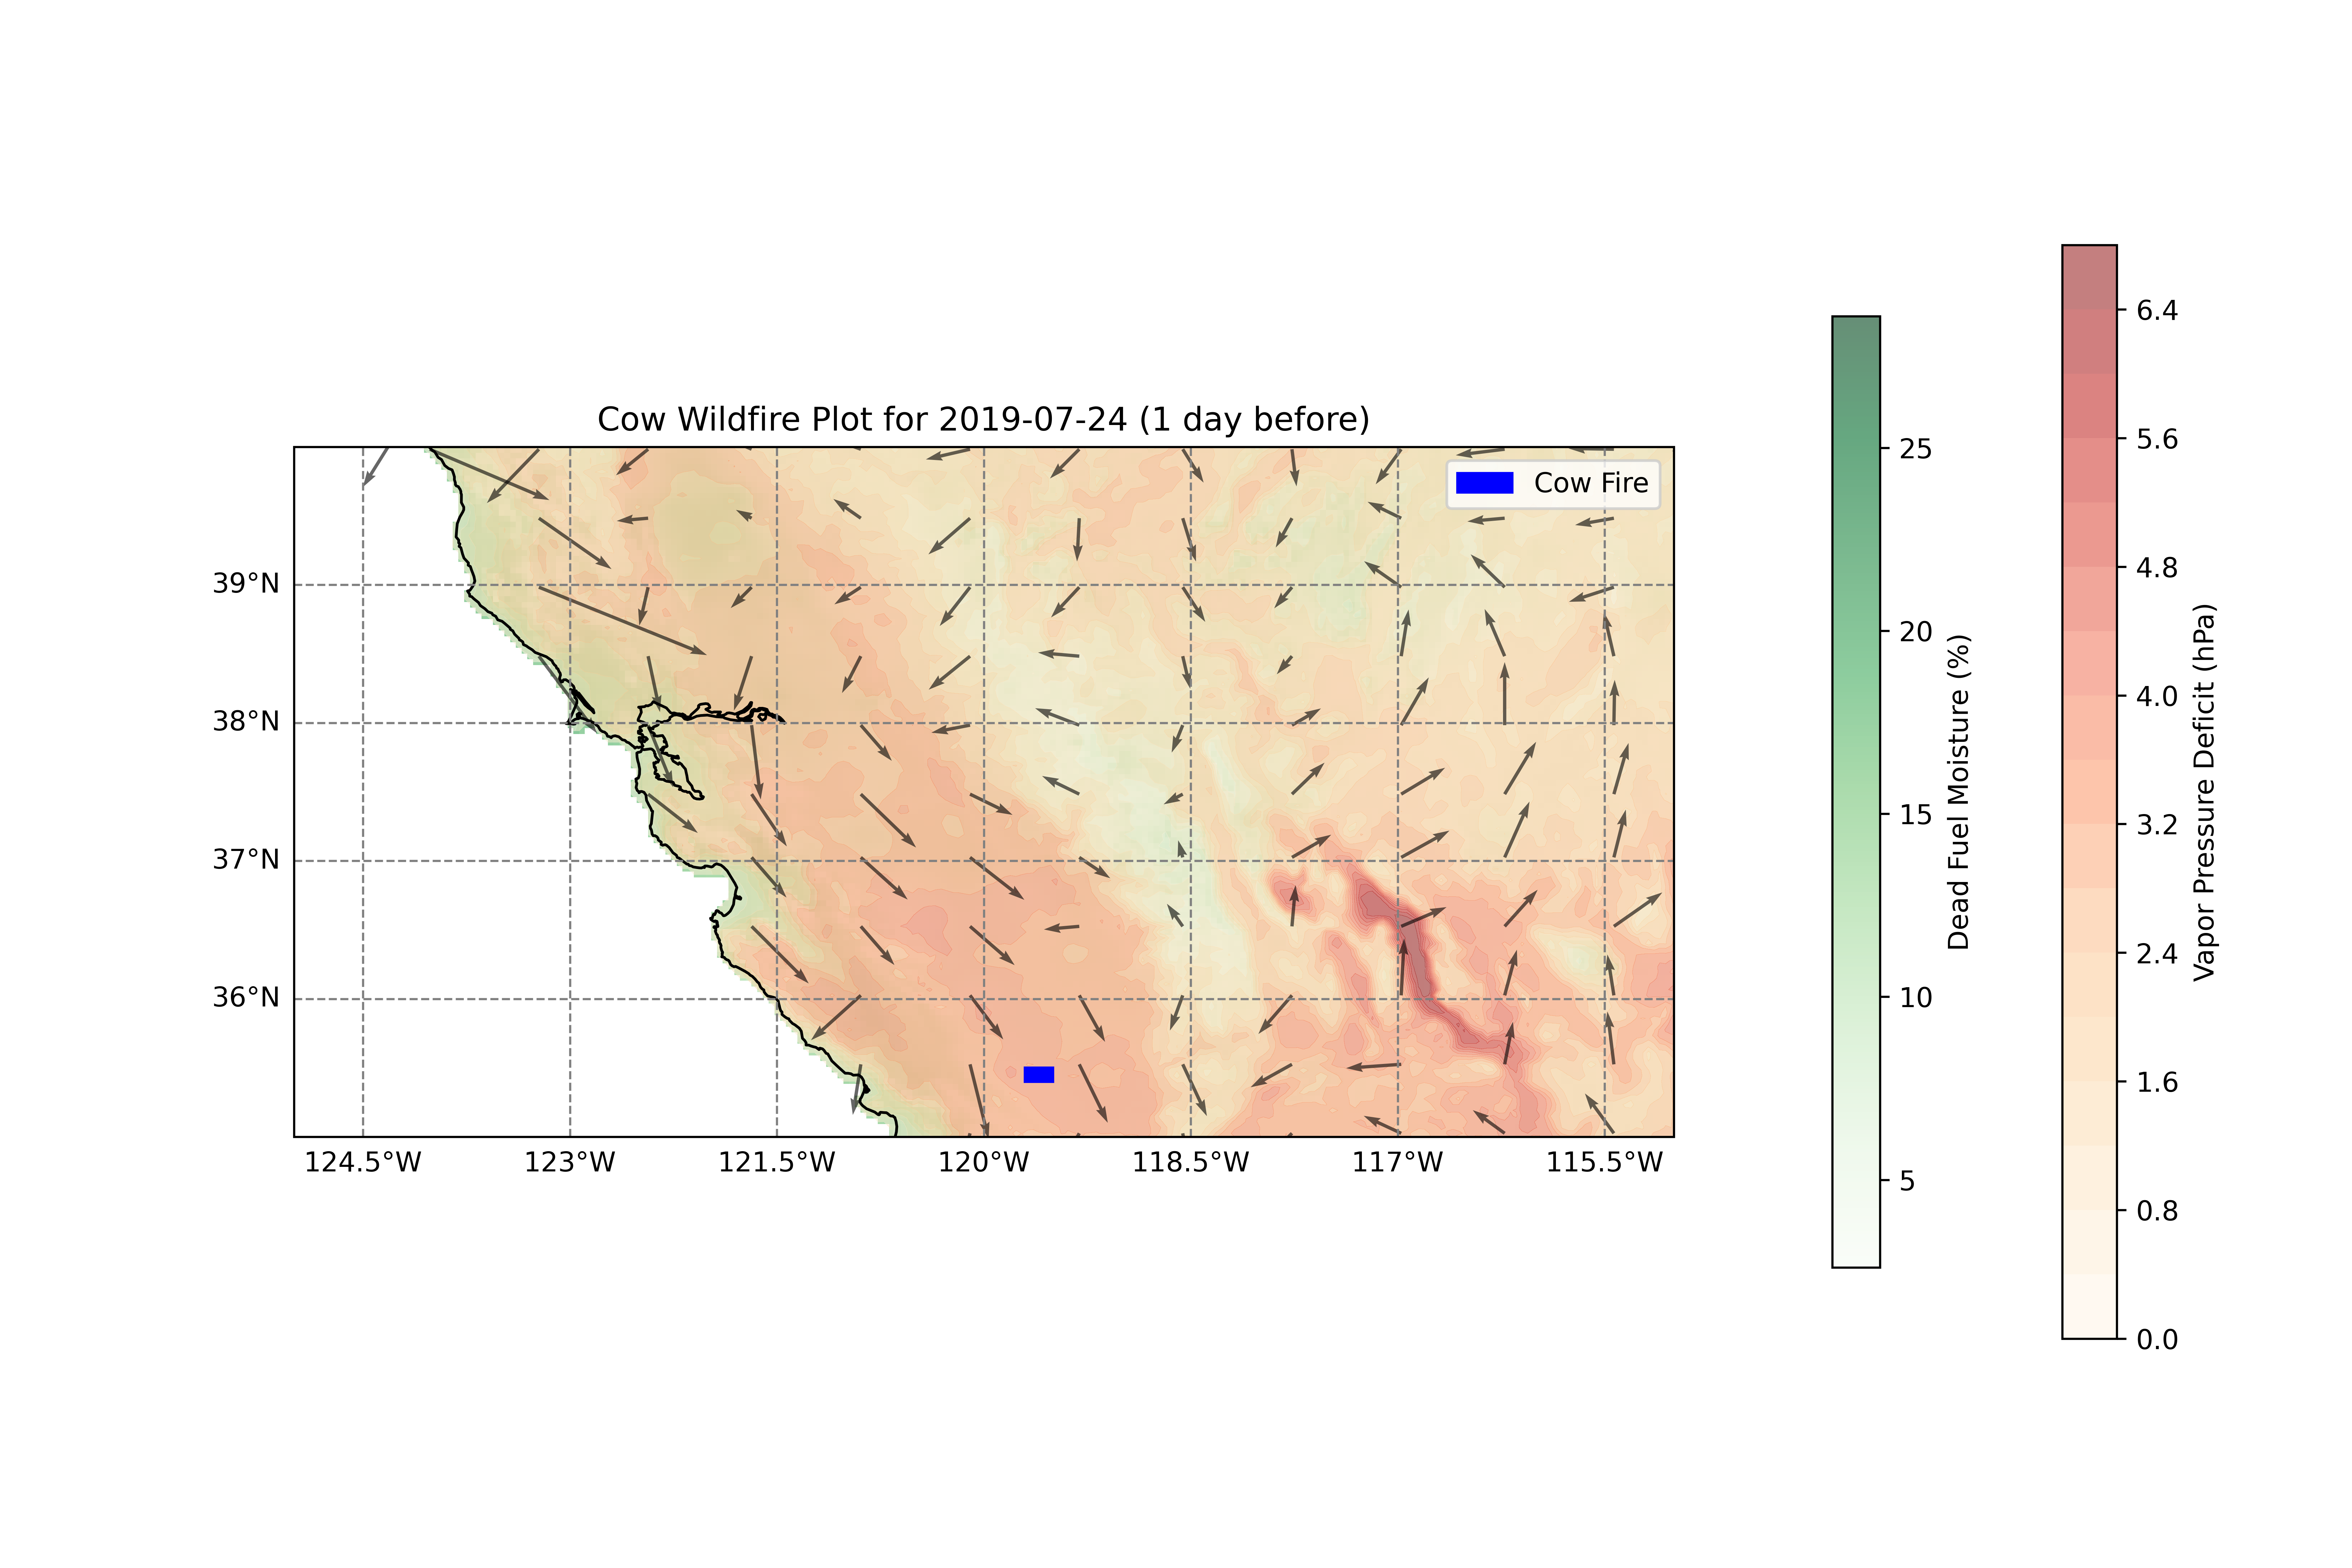 Cow Wildfire Plot for 2019-07-24 (1 day before)
Cow Fire
39°N
38°N
37°N
36°N
124.5°W 123°W 121.5°W 120°W 118.5°W 117°W 115.5°W
25
20
15
10
5
Dead Fuel Moisture (%)
6.4
5.6
4.8
4.0
3.2
2.4
1.6
0.8
0.0
Vapor Pressure Deficit (hPa)